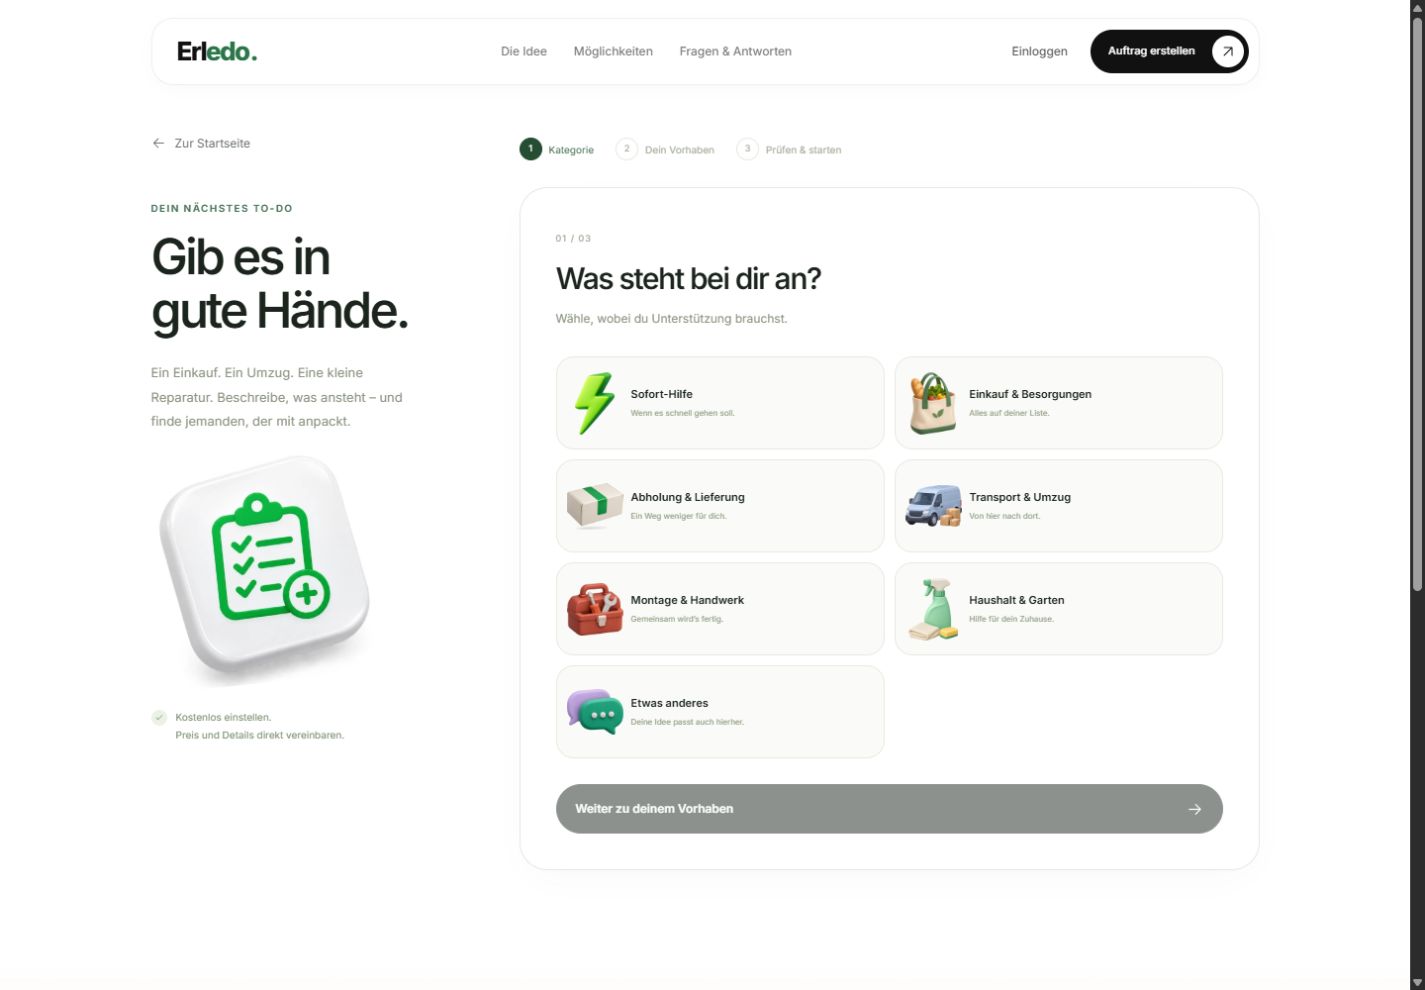 Erledo.
Die Idee
Möglichkeiten
Fragen & Antworten
Einloggen
Auftrag erstellen
Zur Startseite
DEIN NÄCHSTES TO-DO
Gib es in
gute Hände.
Ein Einkauf. Ein Umzug. Eine kleine
Reparatur. Beschreibe, was ansteht – und
finde jemanden, der mit anpackt.
Kostenlos einstellen.
Preis und Details direkt vereinbaren.
1 Kategorie
2 Dein Vorhaben
3 Prüfen & starten
01 / 03
Was steht bei dir an?
Wähle, wobei du Unterstützung brauchst.
Sofort-Hilfe
Wenn es schnell gehen soll.
Einkauf & Besorgungen
Alles auf deiner Liste.
Abholung & Lieferung
Ein Weg weniger für dich.
Transport & Umzug
Von hier nach dort.
Montage & Handwerk
Gemeinsam wird's fertig.
Haushalt & Garten
Hilfe für dein Zuhause.
Etwas anderes
Deine Idee passt auch hierher.
Weiter zu deinem Vorhaben